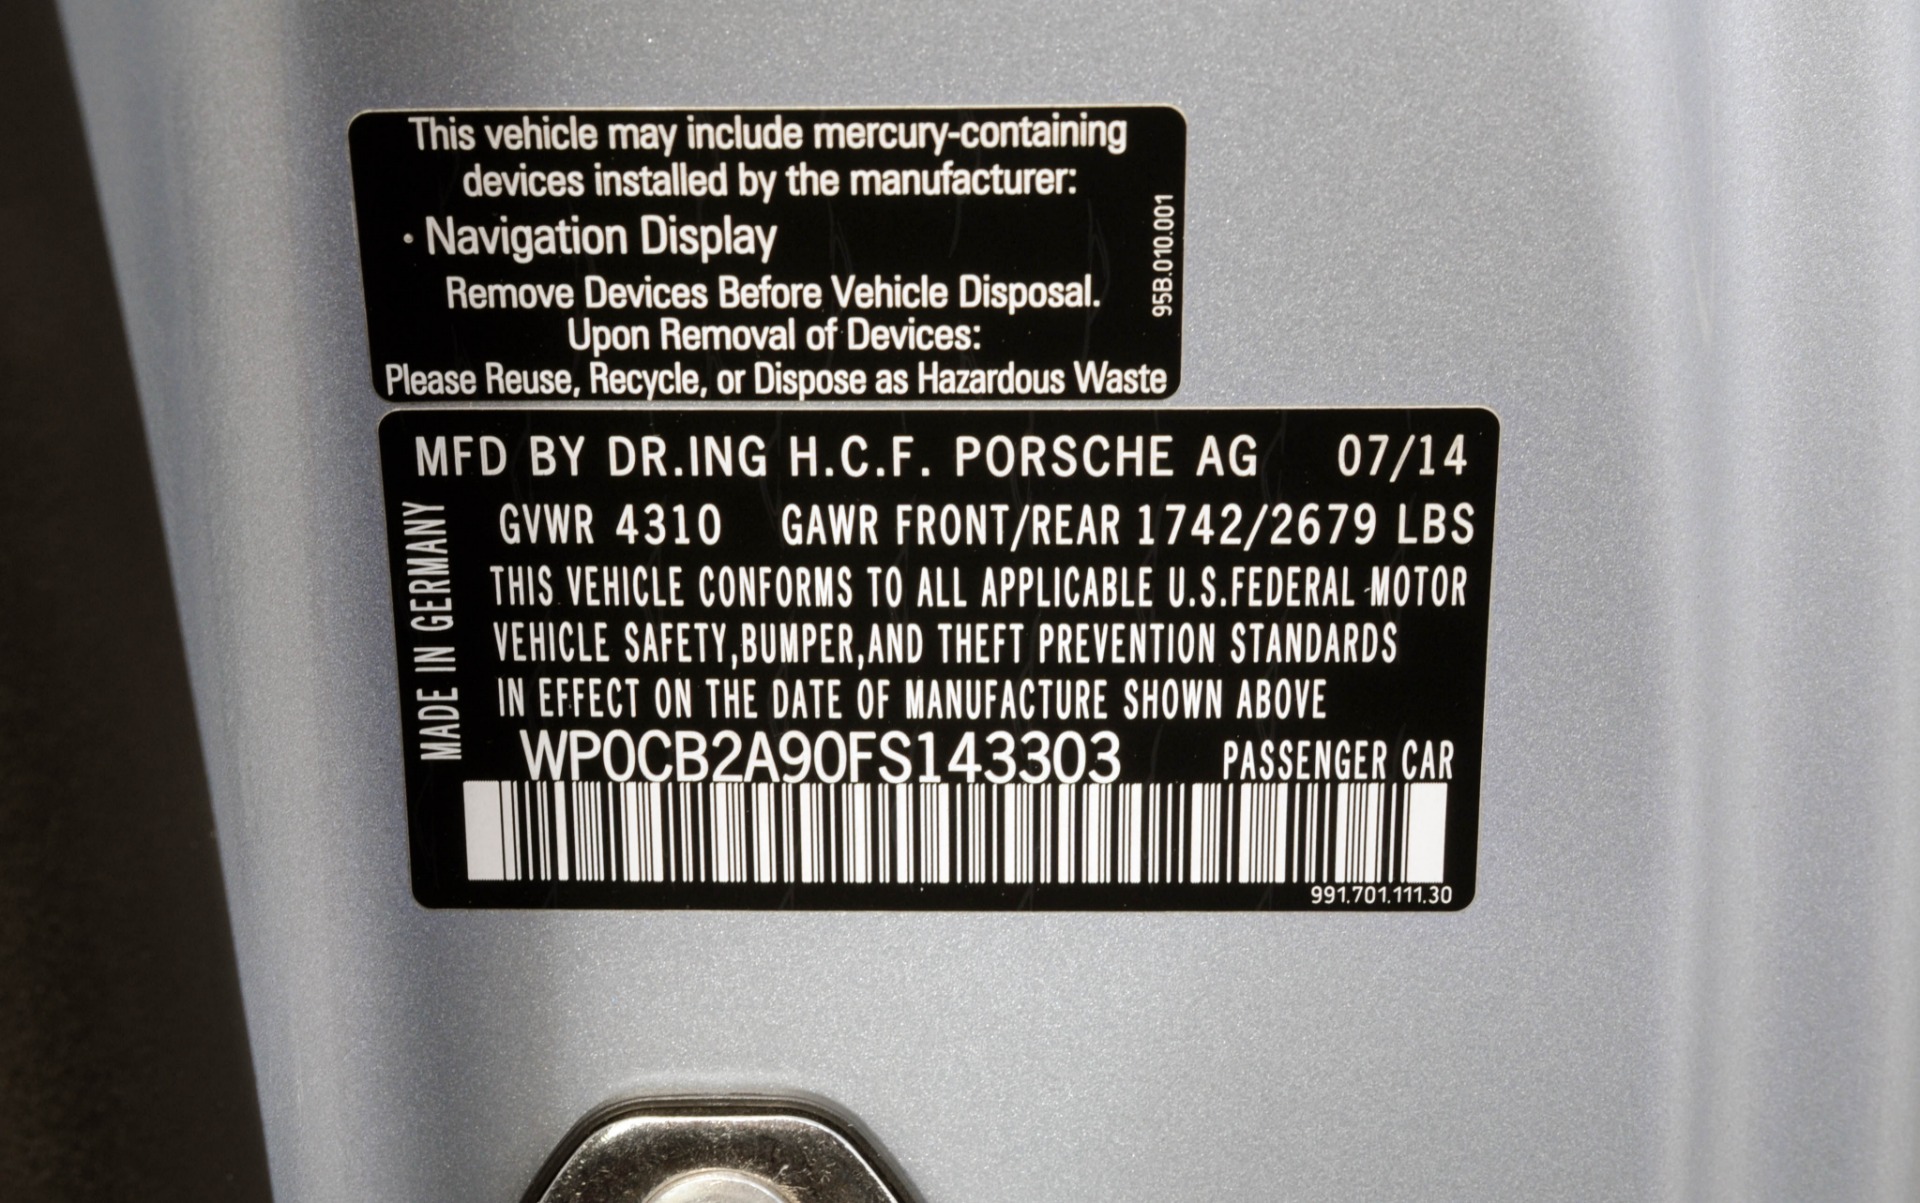 This vehicle may include mercury-containing
devices installed by the manufacturer:
· Navigation Display
Remove Devices Before Vehicle Disposal.
Upon Removal of Devices:
Please Reuse, Recycle, or Dispose as Hazardous Waste
95B.010.001
MFD BY DR.ING H.C.F. PORSCHE AG 07/14
GVWR 4310 GAWR FRONT/REAR 1742/2679 LBS
THIS VEHICLE CONFORMS TO ALL APPLICABLE U.S.FEDERAL MOTOR
VEHICLE SAFETY,BUMPER,AND THEFT PREVENTION STANDARDS
IN EFFECT ON THE DATE OF MANUFACTURE SHOWN ABOVE
MADE IN GERMANY
WP0CB2A90FS143303 PASSENGER CAR
991.701.111.30